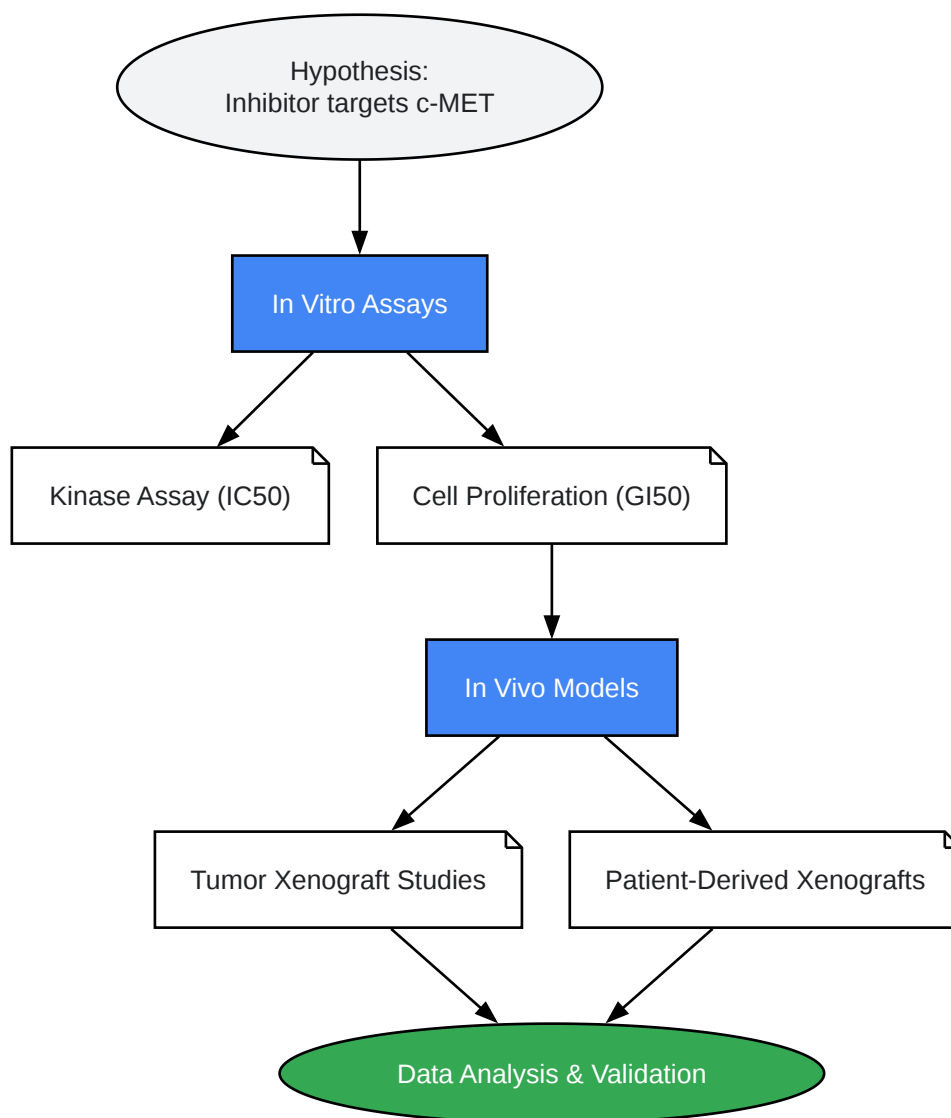 Hypothesis:
Inhibitor targets c-MET
In Vitro Assays
Kinase Assay (IC50)
Cell Proliferation (GI50)
In Vivo Models
Tumor Xenograft Studies
Patient-Derived Xenografts
Data Analysis & Validation